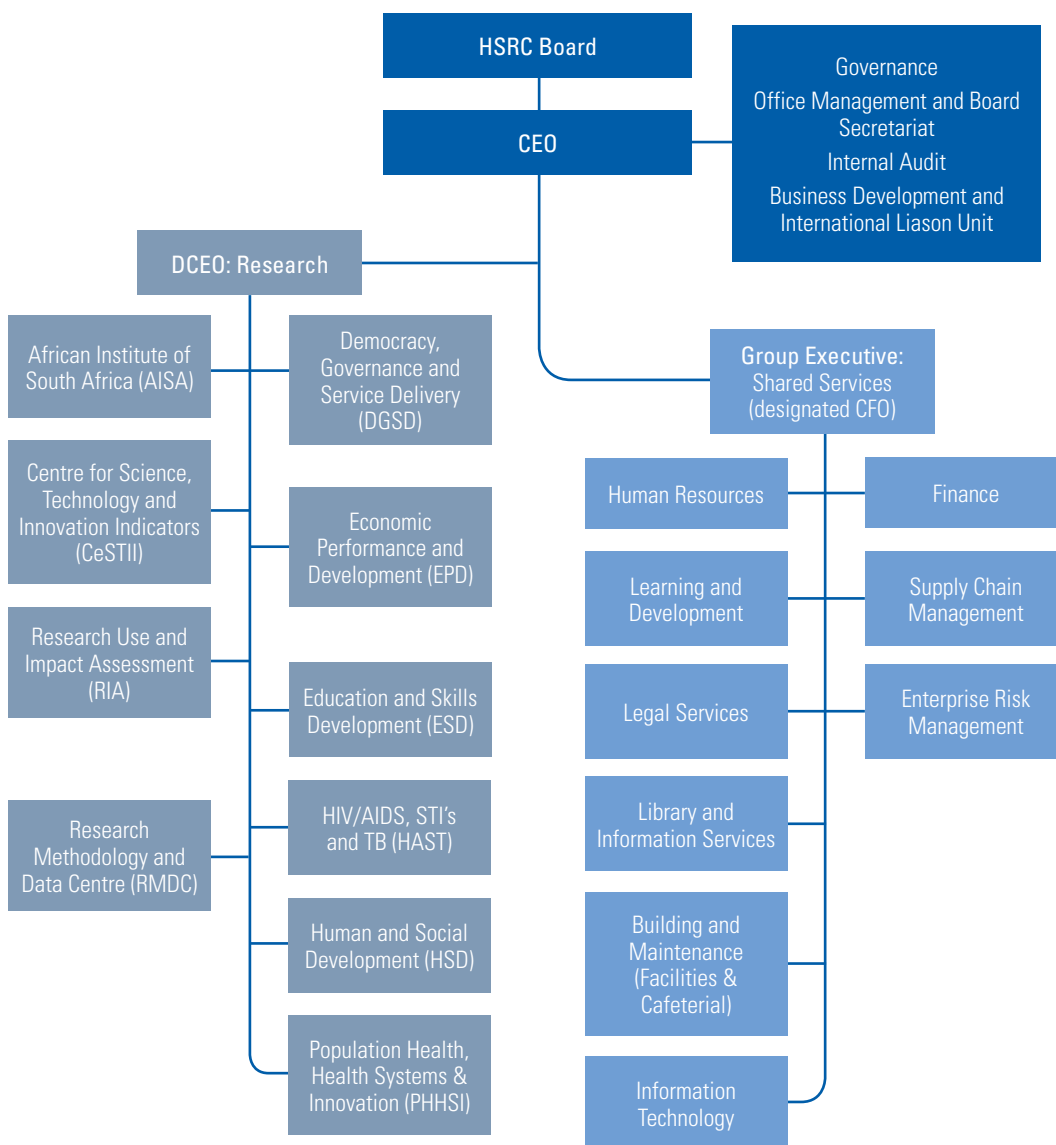 HSRC Board
CEO
Governance
Office Management and Board
Secretariat
Internal Audit
Business Development and
International Liason Unit
DCEO: Research
African Institute of
South Africa (AISA)
Democracy,
Governance and
Service Delivery
(DGSD)
Centre for Science,
Technology and
Innovation Indicators
(CeSTII)
Economic
Performance and
Development (EPD)
Research Use and
Impact Assessment
(RIA)
Education and Skills
Development (ESD)
Research
Methodology and
Data Centre (RMDC)
HIV/AIDS, STI's
and TB (HAST)
Human and Social
Development (HSD)
Population Health,
Health Systems &
Innovation (PHHSI)
Group Executive:
Shared Services
(designated CFO)
Human Resources
Finance
Learning and
Development
Supply Chain
Management
Legal Services
Enterprise Risk
Management
Library and
Information Services
Building and
Maintenance
(Facilities &
Cafeterial)
Information
Technology